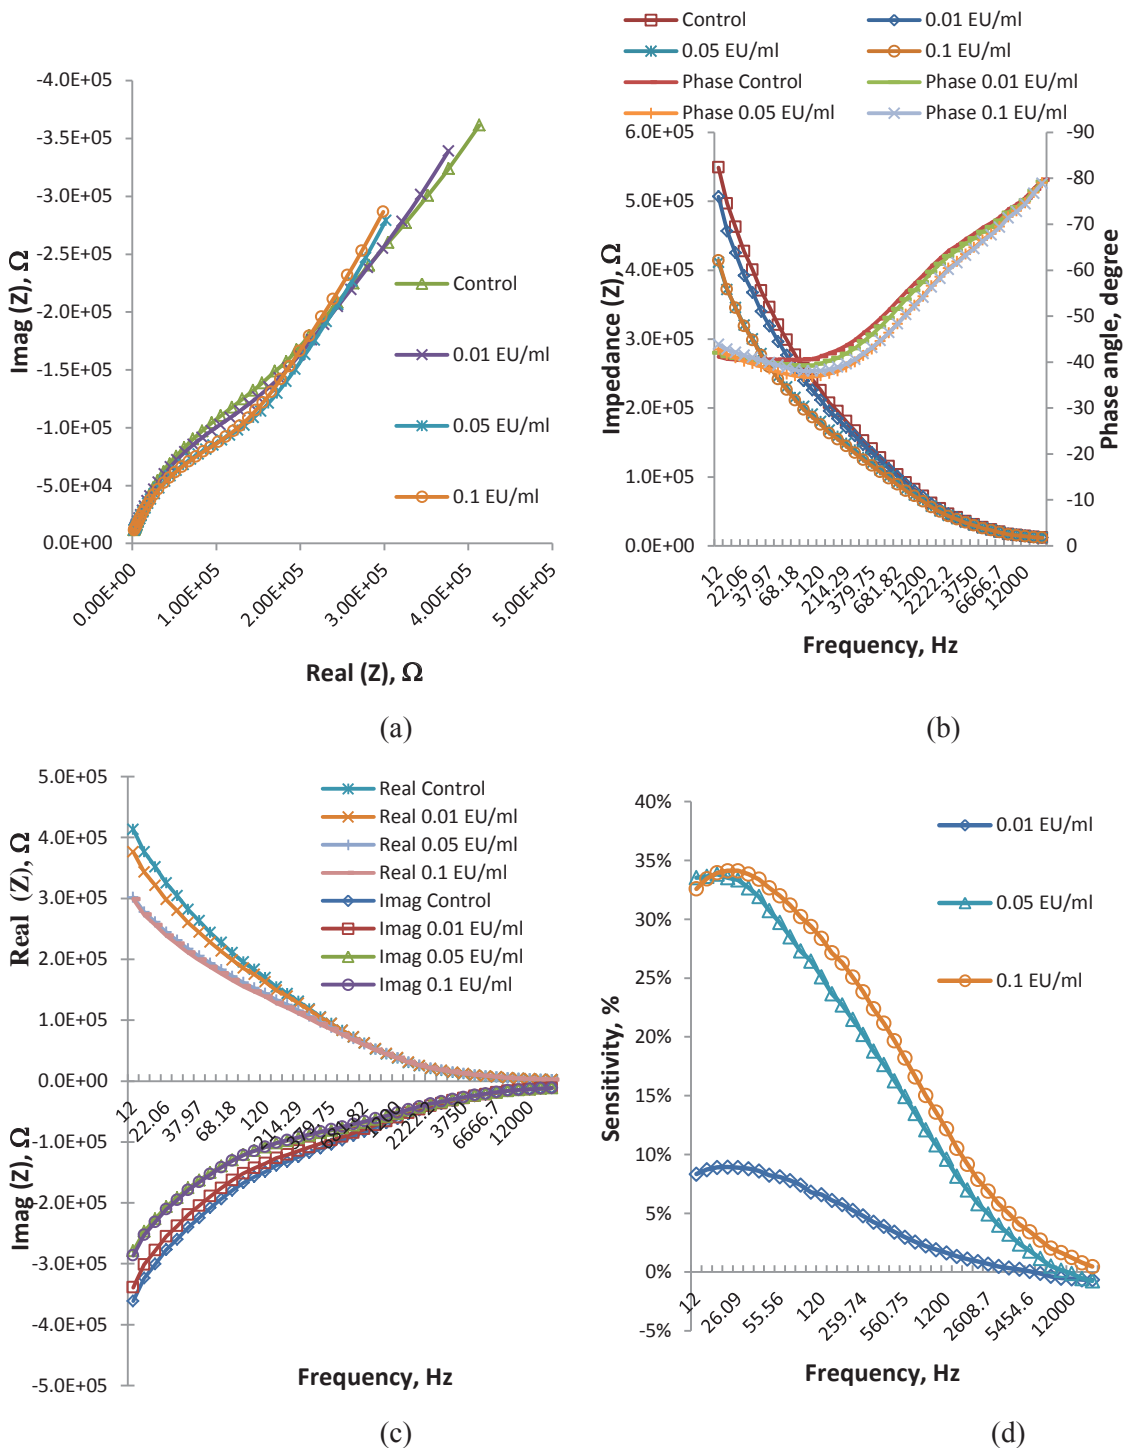 -4.0E+05
-3.5E+05
-3.0E+05
-2.5E+05
-2.0E+05
-1.5E+05
-1.0E+05
-5.0E+04
0.0E+00
Imag (Z), Ω
0.00E+00
1.00E+05
2.00E+05
3.00E+05
4.00E+05
5.00E+05
Real (Z), Ω
Control
0.01 EU/ml
0.05 EU/ml
0.1 EU/ml
(a)
Control
0.01 EU/ml
0.05 EU/ml
0.1 EU/ml
Phase Control
Phase 0.01 EU/ml
Phase 0.05 EU/ml
Phase 0.1 EU/ml
6.0E+05
5.0E+05
4.0E+05
3.0E+05
2.0E+05
1.0E+05
0.0E+00
Impedance (Z), Ω
-90
-80
-70
-60
-50
-40
-30
-20
-10
0
Phase angle, degree
12
22.06
37.97
68.18
120
214.29
379.75
681.82
1200
2222.2
3750
6666.7
12000
Frequency, Hz
(b)
5.0E+05
4.0E+05
3.0E+05
2.0E+05
1.0E+05
0.0E+00
-1.0E+05
-2.0E+05
-3.0E+05
-4.0E+05
-5.0E+05
Real (Z), Ω
Imag (Z), Ω
Real Control
Real 0.01 EU/ml
Real 0.05 EU/ml
Real 0.1 EU/ml
Imag Control
Imag 0.01 EU/ml
Imag 0.05 EU/ml
Imag 0.1 EU/ml
12
22.06
37.97
68.18
120
214.29
379.75
681.82
1200
2222.2
3750
6666.7
12000
Frequency, Hz
(c)
40%
35%
30%
25%
20%
15%
10%
5%
0%
-5%
Sensitivity, %
0.01 EU/ml
0.05 EU/ml
0.1 EU/ml
12
26.09
55.56
120
259.74
560.75
1200
2608.7
5454.6
12000
Frequency, Hz
(d)